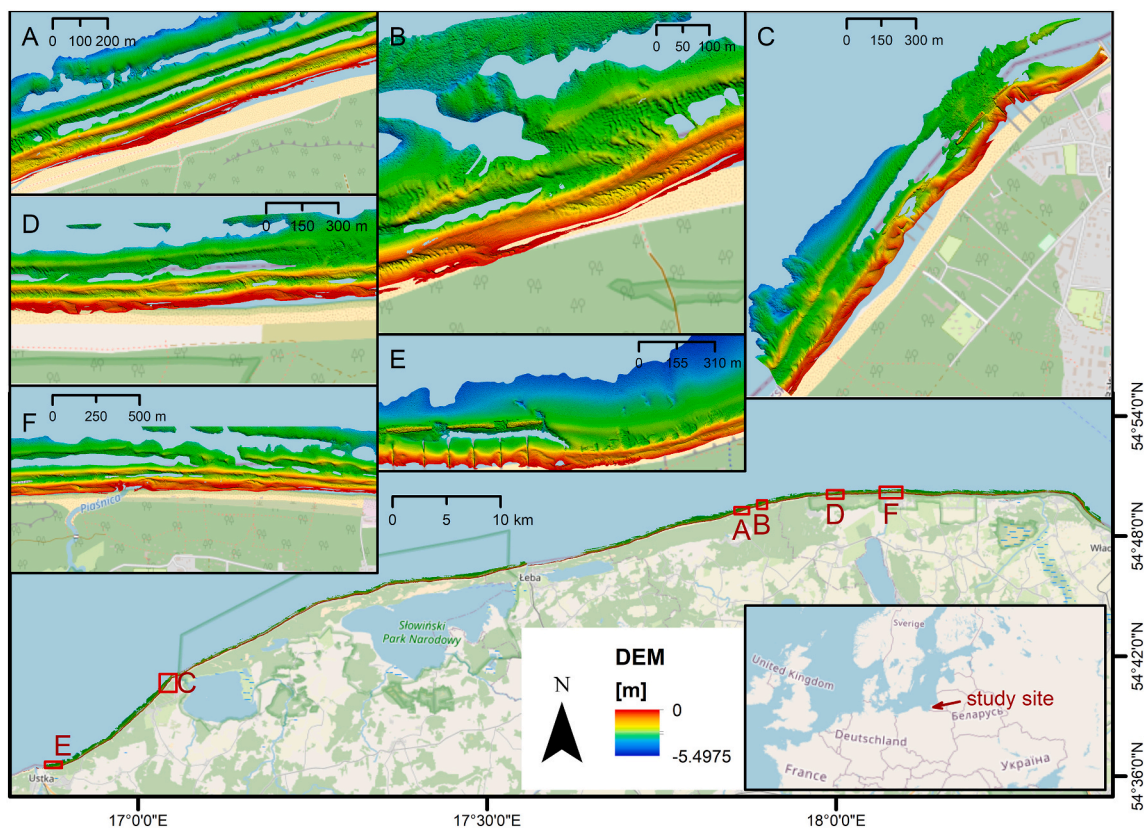 A
0 100 200 m
B
0 50 100 m
C
0 150 300 m
D
0 150 300 m
E
0 155 310 m
F
0 250 500 m
Piaśnica
0 5 10 km
A
B
D
F
Łeba
Słowiński
Park Narodowy
C
E
Ustka
DEM
[m]
0
-5.4975
N
Sverige
United Kingdom
study site
Беларусь
Deutschland
France
Україна
54°54'0"N
54°48'0"N
54°42'0"N
54°36'0"N
17°0'0"E
17°30'0"E
18°0'0"E